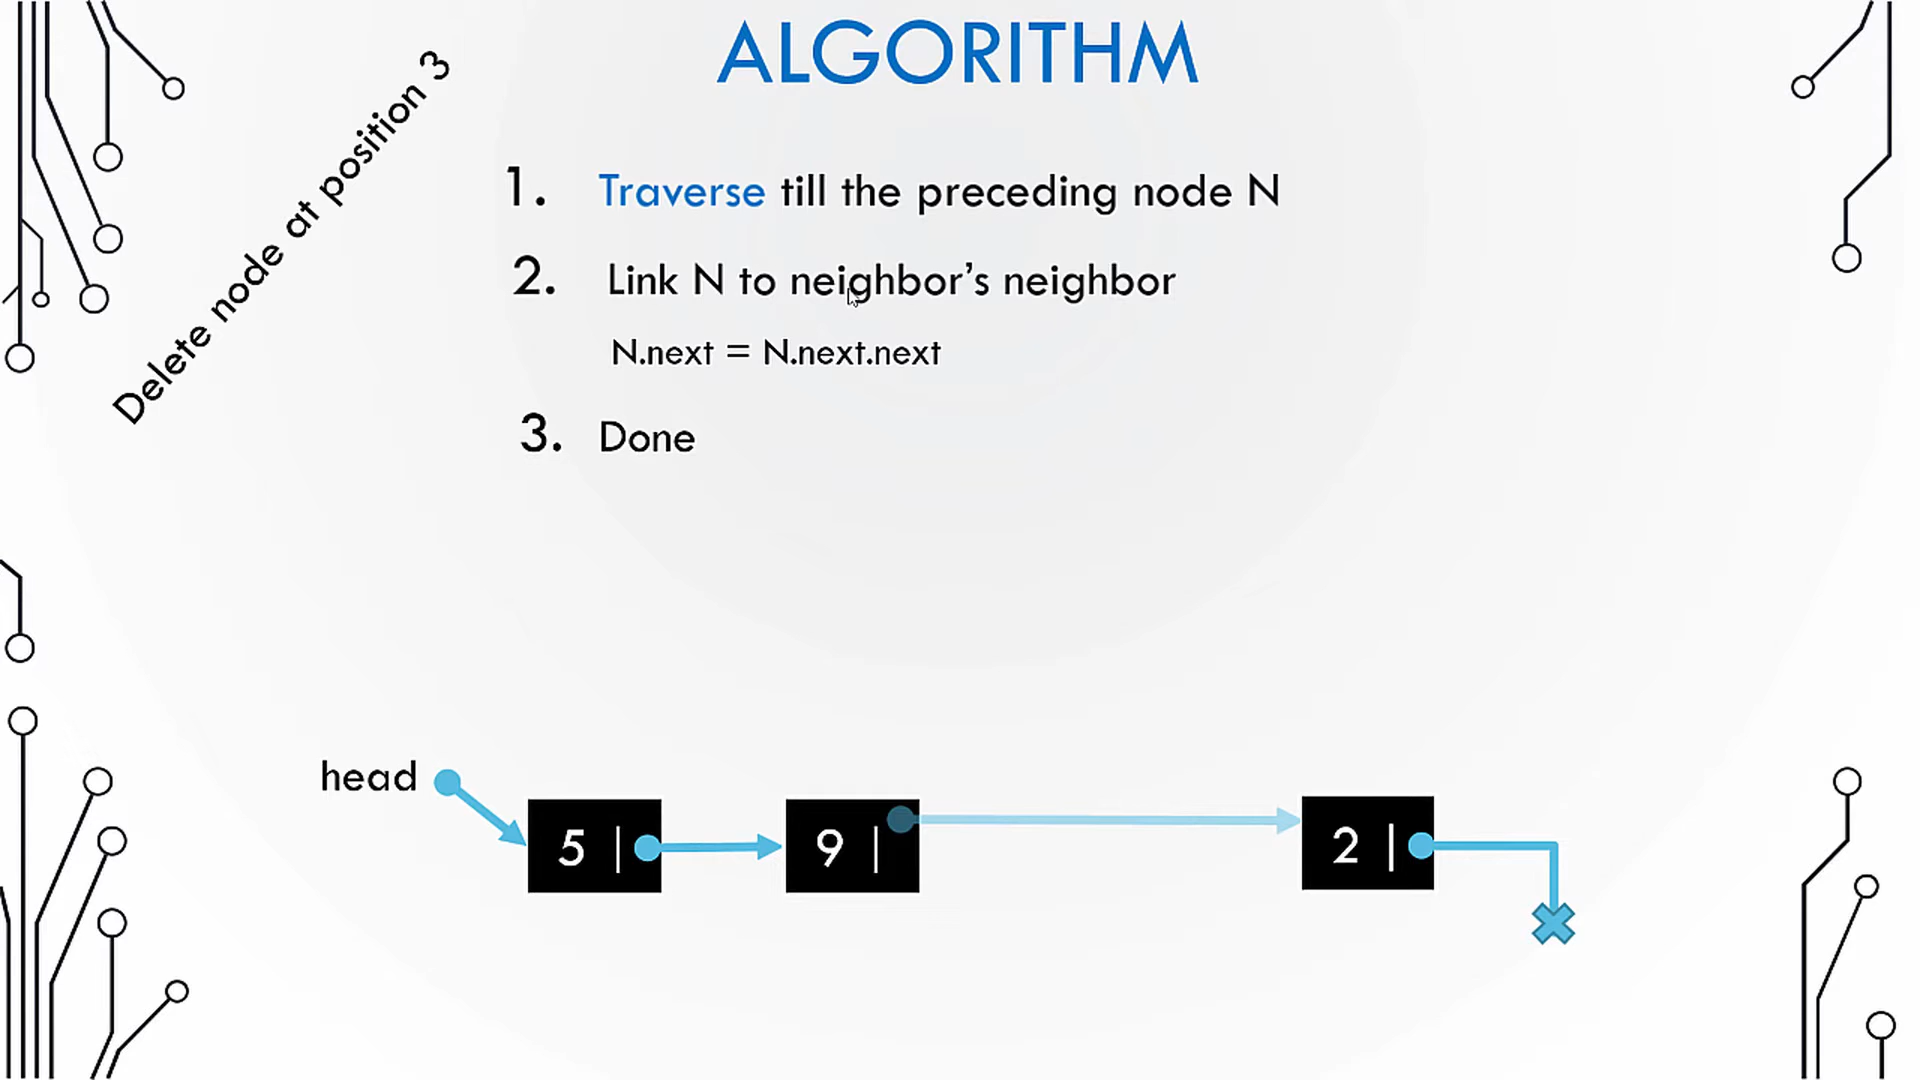 ALGORITHM
Delete node at position 3
1. Traverse till the preceding node N
2. Link N to neighbor’s neighbor
N.next = N.next.next
3. Done
head
5 | 9 | 2 |